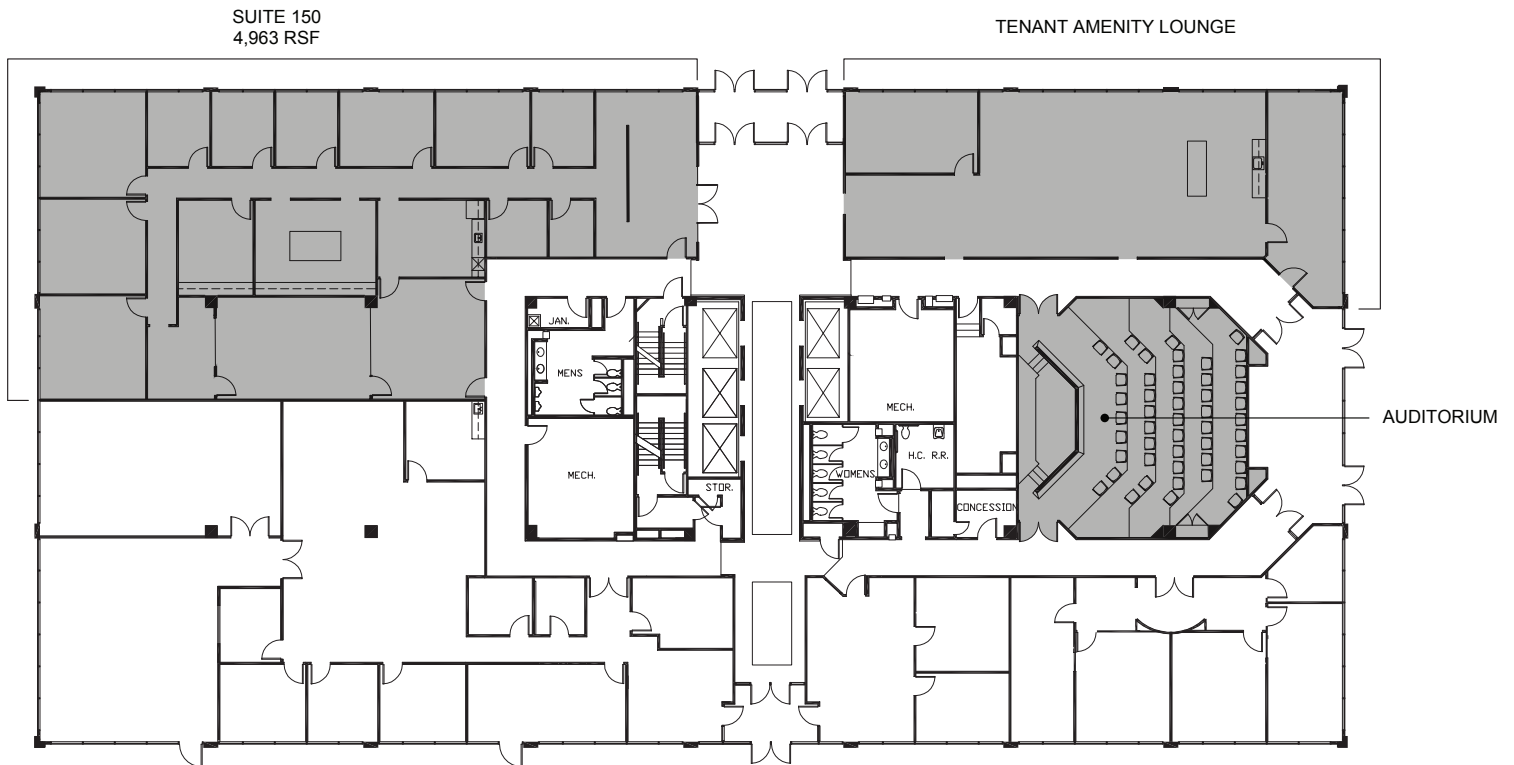 SUITE 150
4,963 RSF
TENANT AMENITY LOUNGE
JAN.
MENS
MECH.
MECH.
AUDITORIUM
H.C. R.R.
WOMENS
STOR.
CONCESSION